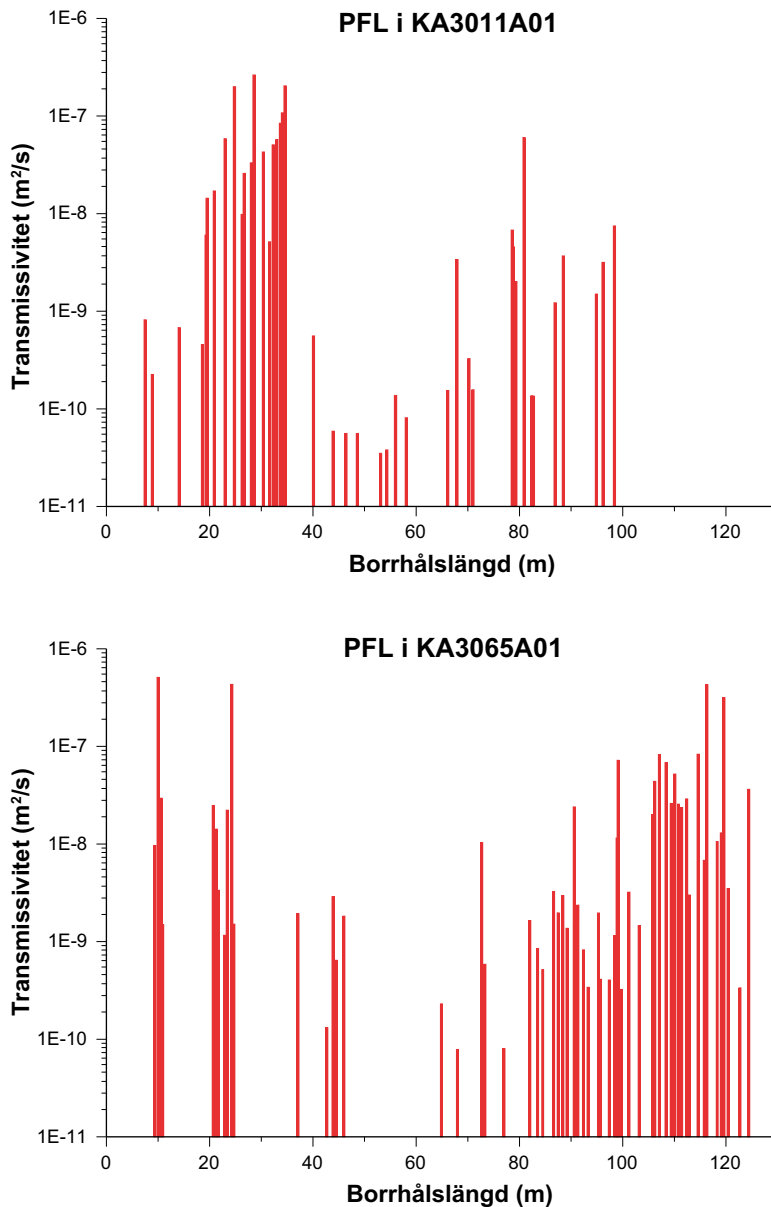 PFL i KA3011A01
Transmissivitet (m²/s)
1E-6
1E-7
1E-8
1E-9
1E-10
1E-11
0 20 40 60 80 100 120
Borrhålslängd (m)
PFL i KA3065A01
Transmissivitet (m²/s)
1E-6
1E-7
1E-8
1E-9
1E-10
1E-11
0 20 40 60 80 100 120
Borrhålslängd (m)